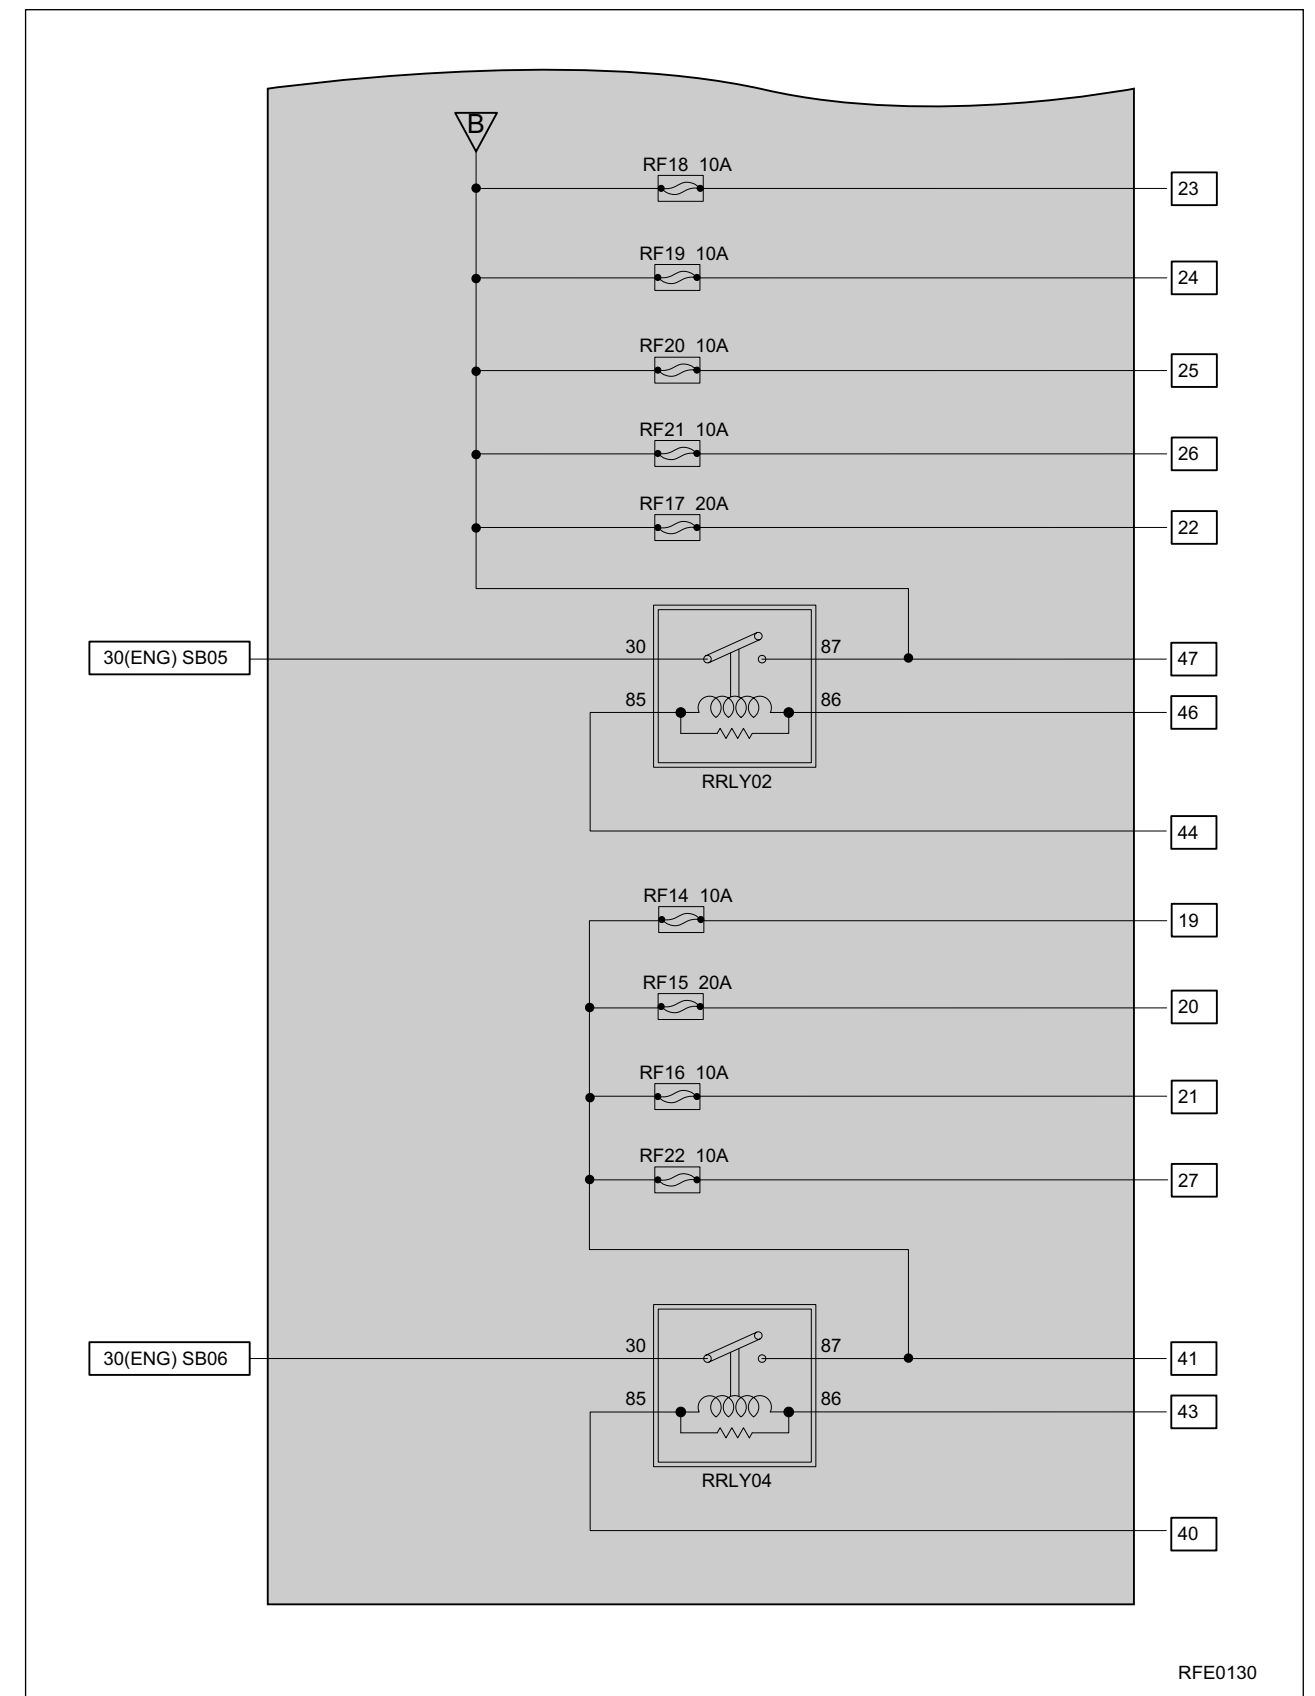 B
RF18 10A
23
RF19 10A
24
RF20 10A
25
RF21 10A
26
RF17 20A
22
30(ENG) SB05
30
87
47
85
86
46
RRLY02
44
RF14 10A
19
RF15 20A
20
RF16 10A
21
RF22 10A
27
30(ENG) SB06
30
87
41
85
86
43
RRLY04
40
RFE0130